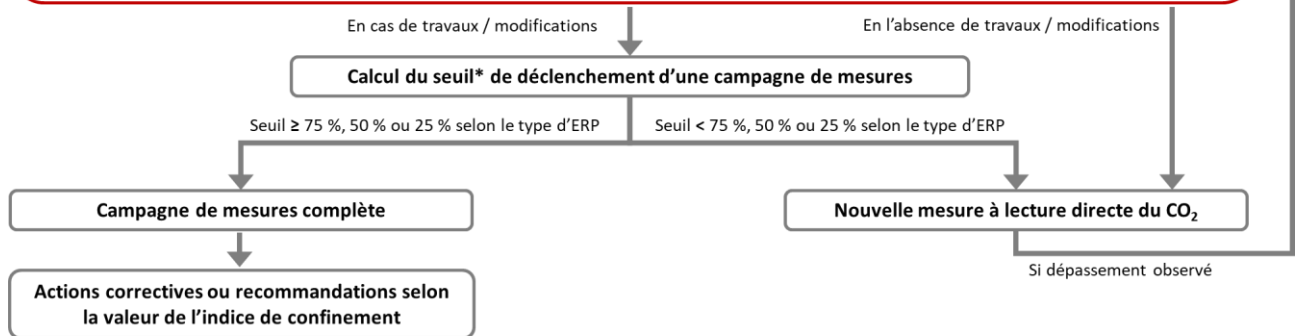 En cas de travaux / modifications
En l’absence de travaux / modifications
Calcul du seuil* de déclenchement d’une campagne de mesures
Seuil ≥ 75 %, 50 % ou 25 % selon le type d’ERP
Seuil < 75 %, 50 % ou 25 % selon le type d’ERP
Campagne de mesures complète
Nouvelle mesure à lecture directe du CO₂
Si dépassement observé
Actions correctives ou recommandations selon
la valeur de l’indice de confinement